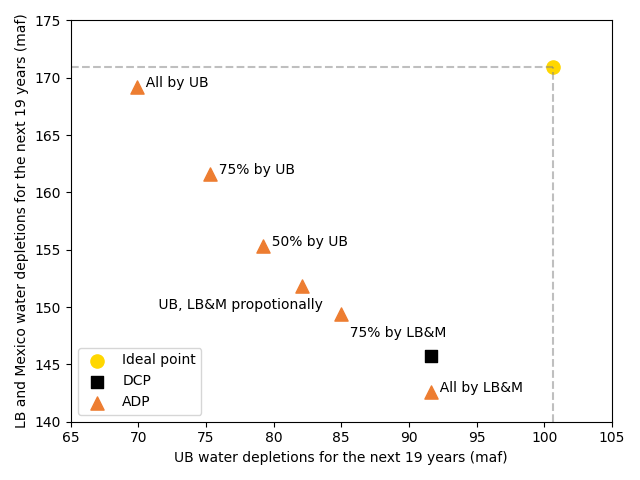 175
170
165
160
155
150
145
140
LB and Mexico water depletions for the next 19 years (maf)
All by UB
75% by UB
50% by UB
UB, LB&M propotionally
75% by LB&M
All by LB&M
Ideal point
DCP
ADP
65 70 75 80 85 90 95 100 105
UB water depletions for the next 19 years (maf)